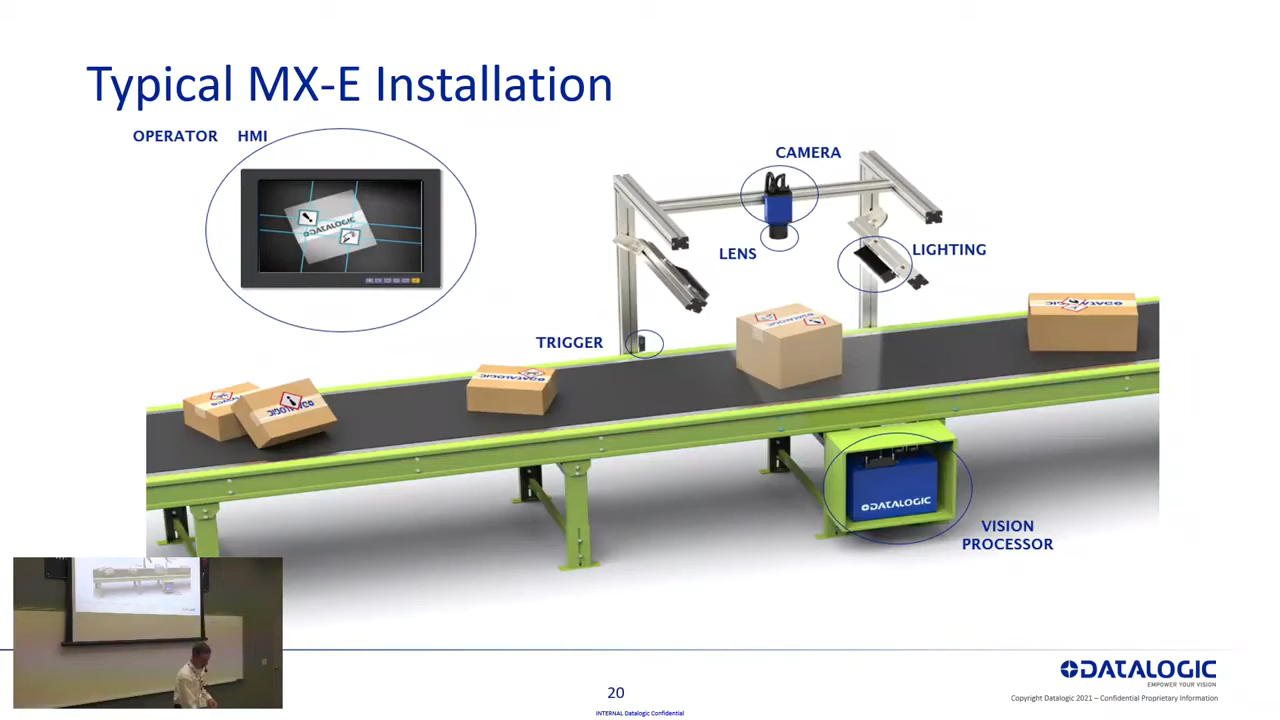 Typical MX-E Installation
OPERATOR HMI
CAMERA
DATALOGIC
LENS
LIGHTING
TRIGGER
DATALOGIC
DATALOGIC
VISION
PROCESSOR
DATALOGIC
EMPOWER YOUR VISION
20
Copyright Datalogic 2021 – Confidential Proprietary Information
INTERNAL Datalogic Confidential